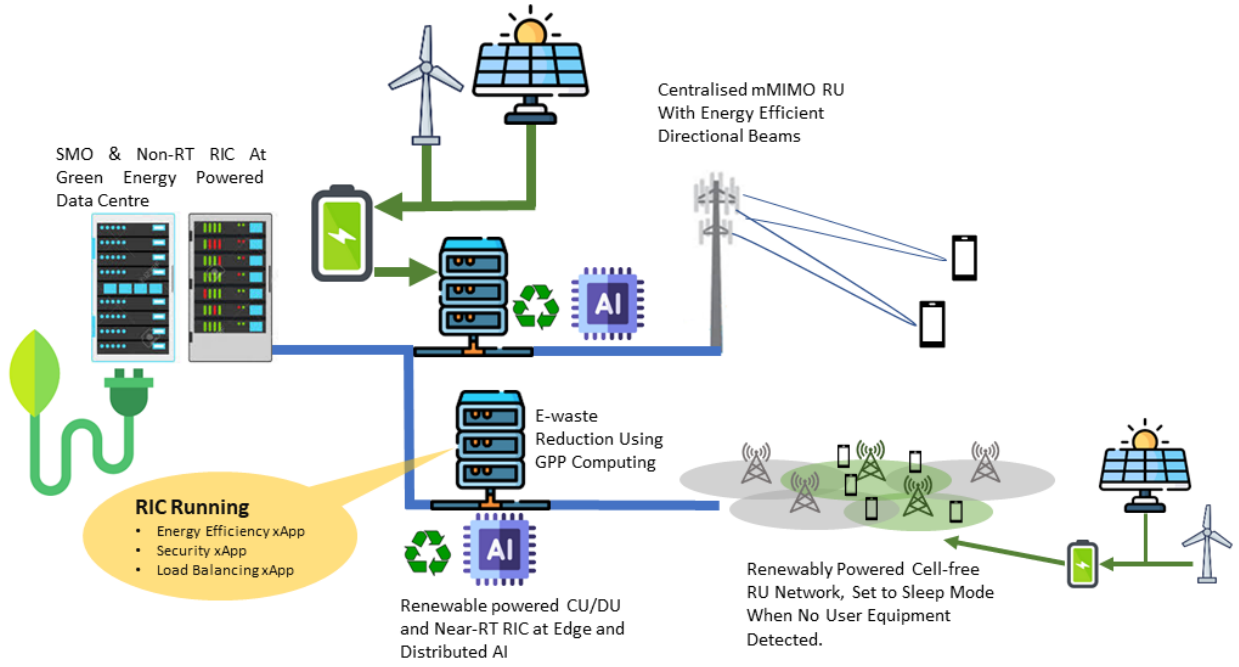 Centralised mMIMO RU
With Energy Efficient
Directional Beams
SMO & Non-RT RIC At
Green Energy Powered
Data Centre
AI
E-waste
Reduction Using
GPP Computing
RIC Running
• Energy Efficiency xApp
• Security xApp
• Load Balancing xApp
AI
Renewable powered CU/DU
and Near-RT RIC at Edge and
Distributed AI
Renewably Powered Cell-free
RU Network, Set to Sleep Mode
When No User Equipment
Detected.